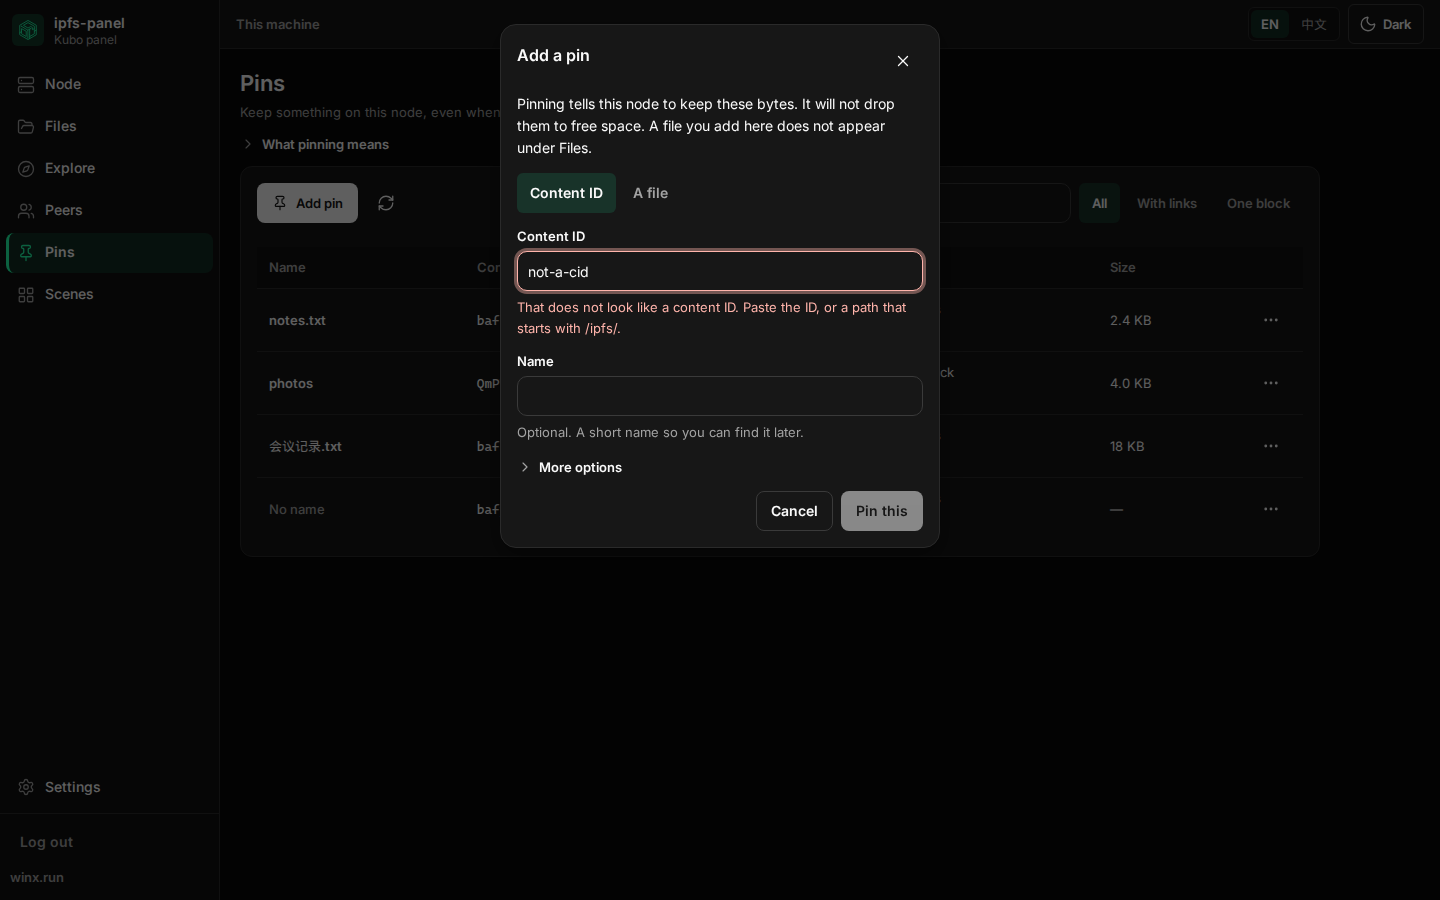 ipfs-panel
Kubo panel
Node
Files
Explore
Peers
Pins
Scenes
Settings
Log out
winx.run
This machine
EN
中文
Dark
Pins
Keep something on this node, even when
What pinning means
Add pin
All
With links
One block
Name
Size
notes.txt
baf
2.4 KB
photos
QmP
ck
4.0 KB
会议记录.txt
baf
18 KB
No name
baf
—
Add a pin
Pinning tells this node to keep these bytes. It will not drop
them to free space. A file you add here does not appear
under Files.
Content ID
A file
Content ID
not-a-cid
That does not look like a content ID. Paste the ID, or a path that
starts with /ipfs/.
Name
Optional. A short name so you can find it later.
More options
Cancel
Pin this